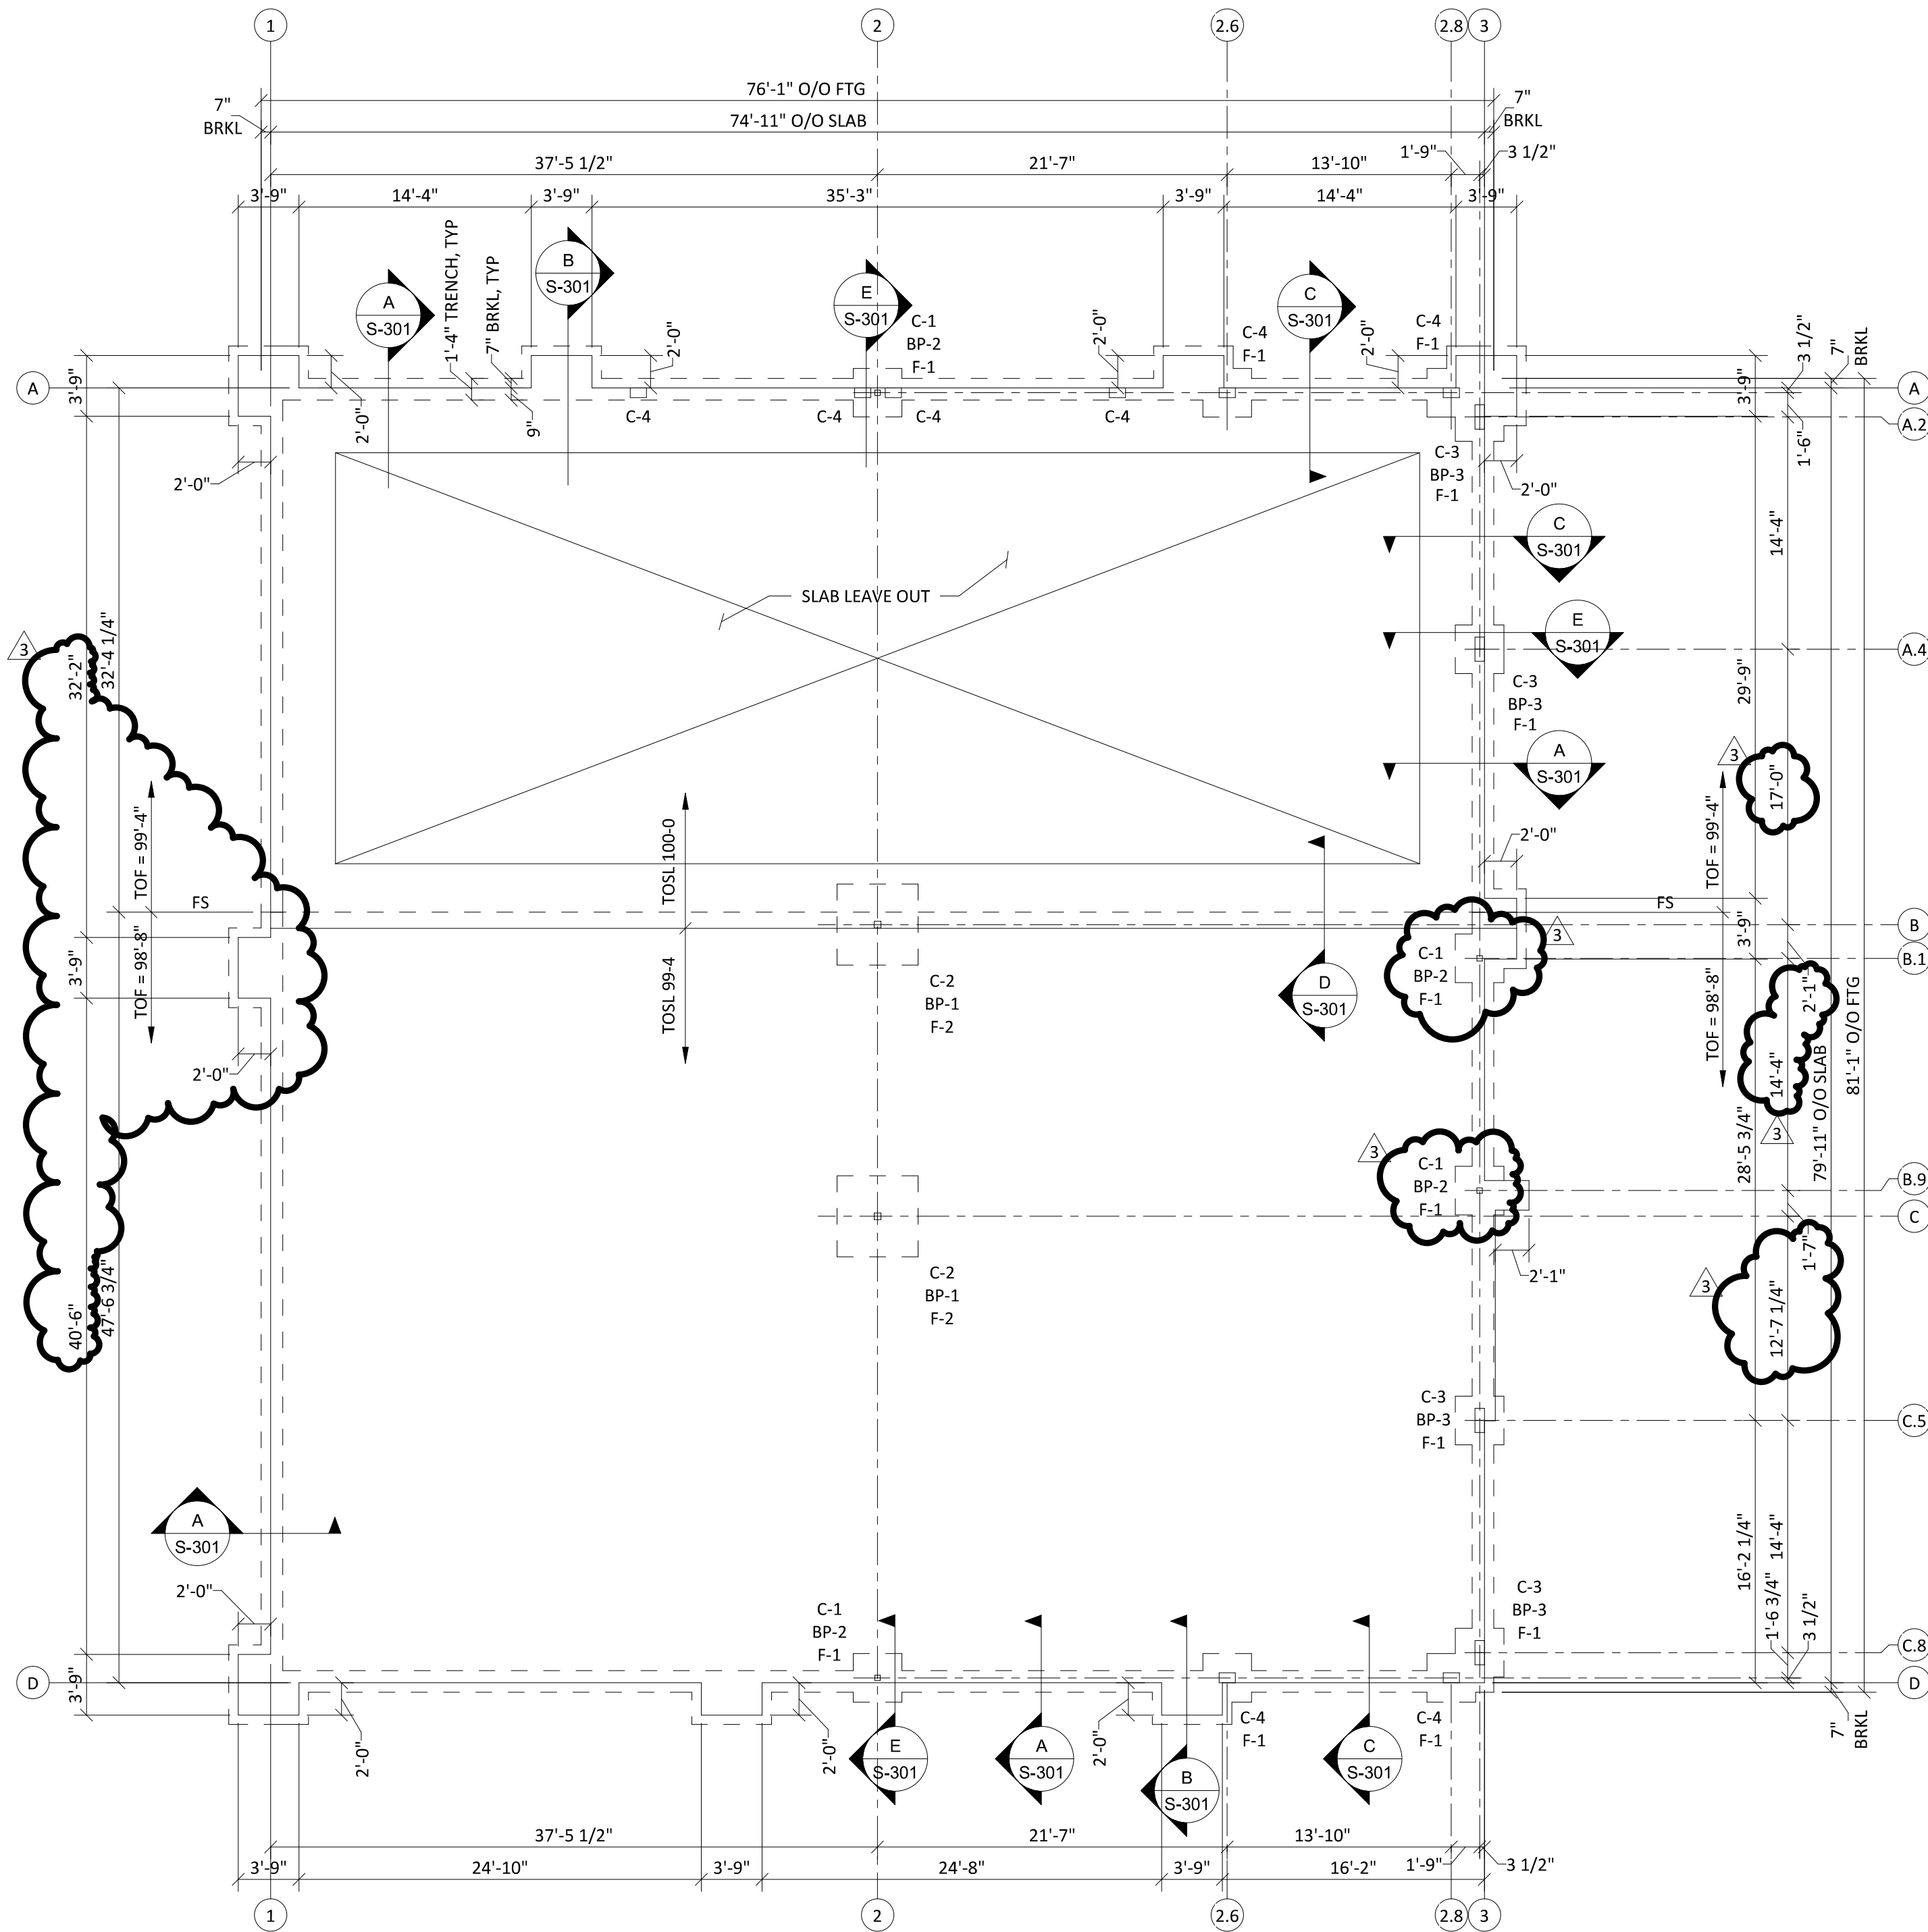 1
2
2.6
2.8
3
76'-1" O/O FTG
7"
BRKL
7"
BRKL
74'-11" O/O SLAB
37'-5 1/2"
21'-7"
13'-10"
1'-9"
3 1/2"
3'-9"
14'-4"
3'-9"
35'-3"
3'-9"
14'-4"
3'-9"
A
S-301
1'-4" TRENCH, TYP
7" BRKL, TYP
B
S-301
2'-0"
E
S-301
C-1
BP-2
F-1
2'-0"
C-4
F-1
C
S-301
2'-0"
C-4
F-1
3 1/2"
7"
BRKL
A
3'-9"
2'-0"
9"
C-4
C-4
C-4
C-4
3'-9"
A
A.2
1'-6"
2'-0"
C-3
BP-3
F-1
2'-0"
14'-4"
C
S-301
SLAB LEAVE OUT
E
S-301
A.4
3
32'-2"
32'-4 1/4"
C-3
BP-3
F-1
29'-9"
A
S-301
3
17'-0"
TOF = 99'-4"
TOSL 100-0
2'-0"
TOF = 99'-4"
FS
FS
B
3'-9"
3'-9"
3
B.1
C-1
BP-2
F-1
TOF = 98'-8"
TOSL 99-4
C-2
BP-1
F-2
D
S-301
TOF = 98'-8"
2'-1"
14'-4"
2'-0"
79'-11" O/O SLAB
81'-1" O/O FTG
3
28'-5 3/4"
3
C-1
BP-2
F-1
B.9
C
1'-7"
C-2
BP-1
F-2
2'-1"
3
12'-7 1/4"
40'-6"
47'-6 3/4"
C-3
BP-3
F-1
C.5
A
S-301
16'-2 1/4"
14'-4"
2'-0"
C-1
BP-2
F-1
C-3
BP-3
F-1
1'-6 3/4"
3 1/2"
C.8
D
3'-9"
D
2'-0"
2'-0"
E
S-301
A
S-301
2'-0"
B
S-301
C-4
F-1
C
S-301
C-4
F-1
7"
BRKL
37'-5 1/2"
21'-7"
13'-10"
3'-9"
24'-10"
3'-9"
24'-8"
3'-9"
16'-2"
1'-9"
3 1/2"
1
2
2.6
2.8
3